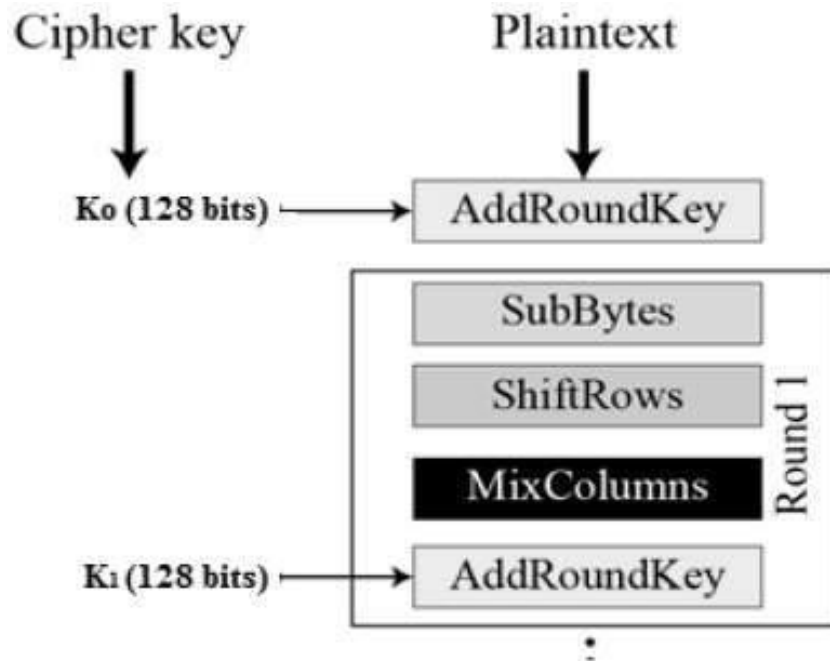 Cipher key
Plaintext
K₀ (128 bits)
AddRoundKey
SubBytes
ShiftRows
MixColumns
Round 1
K₁ (128 bits)
AddRoundKey